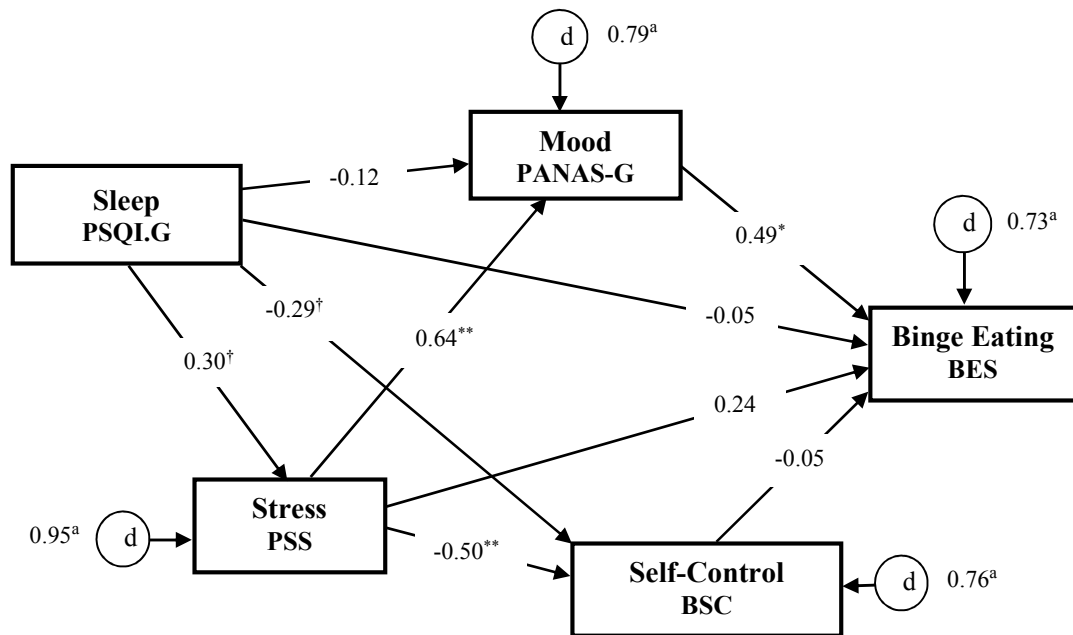 d 0.79ᵃ
Mood
PANAS-G
Sleep
PSQI.G
-0.12
d 0.73ᵃ
0.49*
-0.29†
-0.05
0.64**
0.30†
Binge Eating
BES
0.24
-0.05
Stress
PSS
0.95ᵃ d
-0.50**
Self-Control
BSC
d 0.76ᵃ